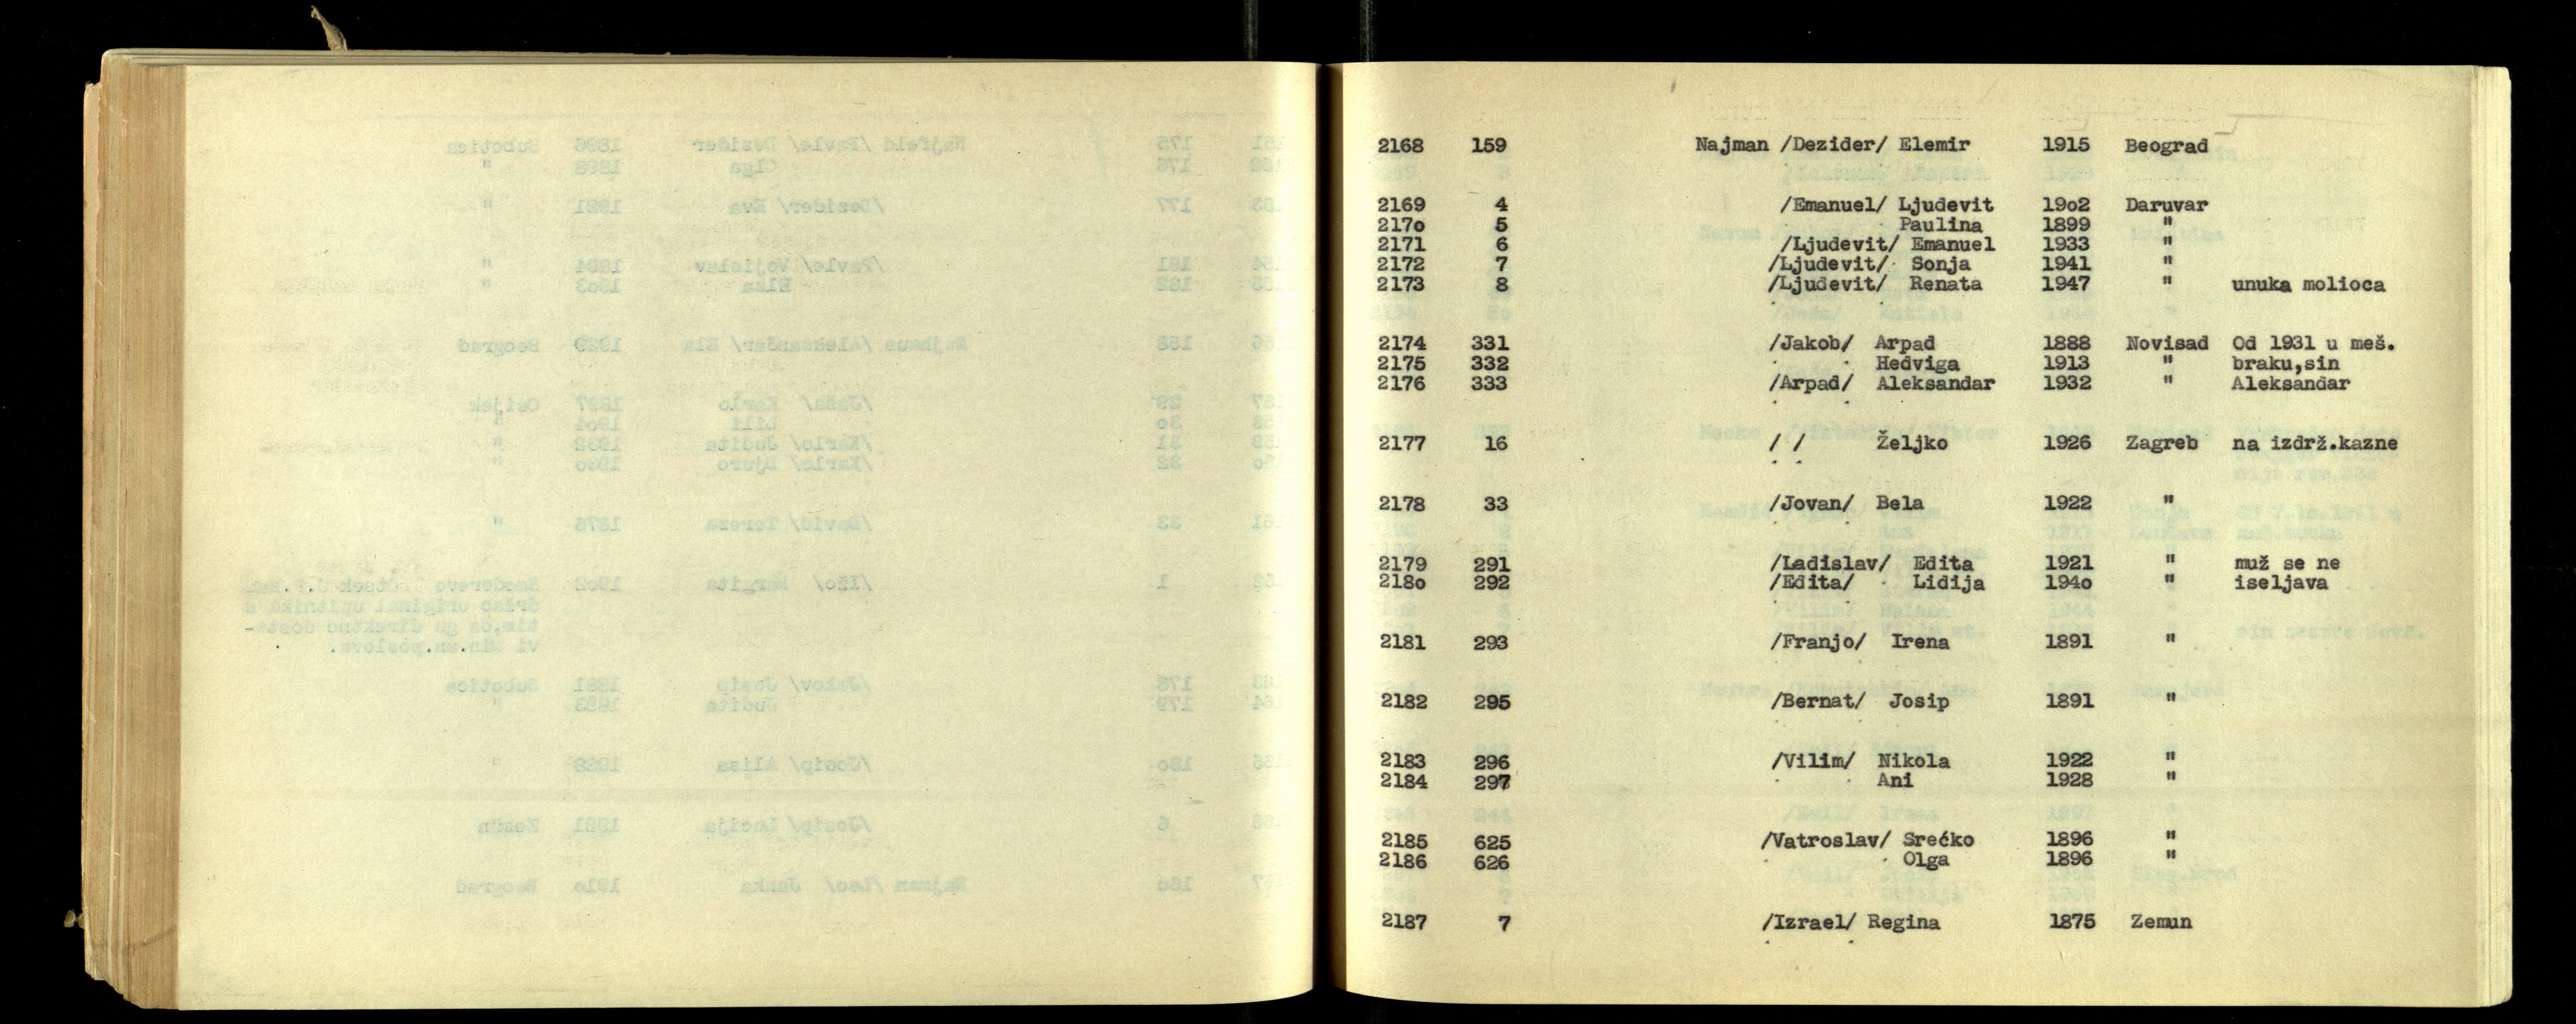 2168 159 Najman /Dezider/ Elemir 1915 Beograd
2169 4 /Emanuel/ Ljudevit 19o2 Daruvar
217o 5 Paulina 1899 "
2171 6 /Ljudevit/ Emanuel 1933 "
2172 7 /Ljudevit/ Sonja 1941 "
2173 8 /Ljudevit/ Renata 1947 " unuka molioca
2174 331 /Jakob/ Arpad 1888 Novisad Od 1931 u meš.
2175 332 Hedviga 1913 " braku,sin
2176 333 /Arpad/ Aleksandar 1932 " Aleksandar
2177 16 / / Željko 1926 Zagreb na izdrž.kazne
2178 33 /Jovan/ Bela 1922 "
2179 291 /Ladislav/ Edita 1921 " muž se ne
218o 292 /Edita/ Lidija 194o " iseljava
2181 293 /Franjo/ Irena 1891 "
2182 295 /Bernat/ Josip 1891 "
2183 296 /Vilim/ Nikola 1922 "
2184 297 Ani 1928 "
2185 625 /Vatroslav/ Srećko 1896 "
2186 626 Olga 1896 "
2187 7 /Izrael/ Regina 1875 Zemun